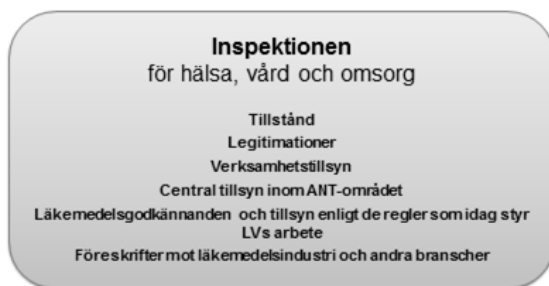 Inspektionen
för hälsa, vård och omsorg
Tillstånd
Legitimationer
Verksamhetstillsyn
Central tillsyn inom ANT-området
Läkemedelsgodkännanden och tillsyn enligt de regler som idag styr
LVs arbete
Föreskrifter mot läkemedelsindustri och andra branscher